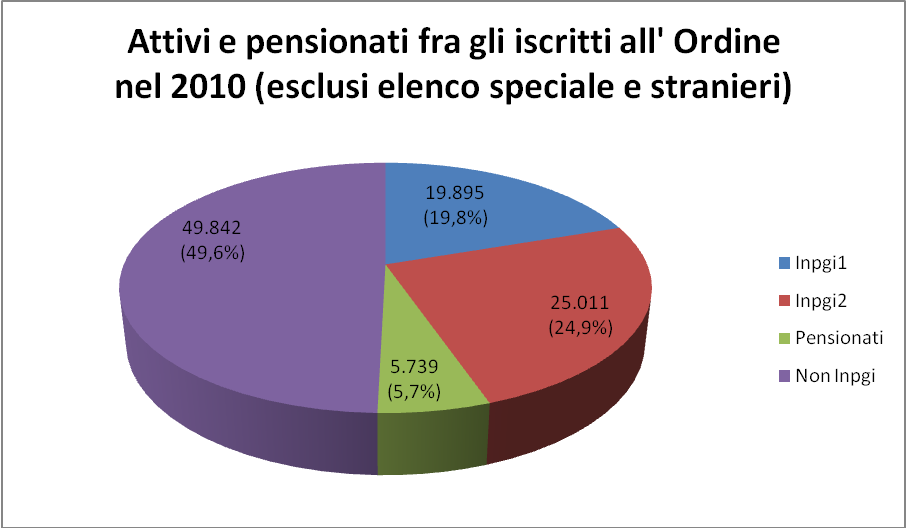 Attivi e pensionati fra gli iscritti all' Ordine
nel 2010 (esclusi elenco speciale e stranieri)
19.895
(19,8%)
49.842
(49,6%)
25.011
(24,9%)
5.739
(5,7%)
Inpgi1
Inpgi2
Pensionati
Non Inpgi